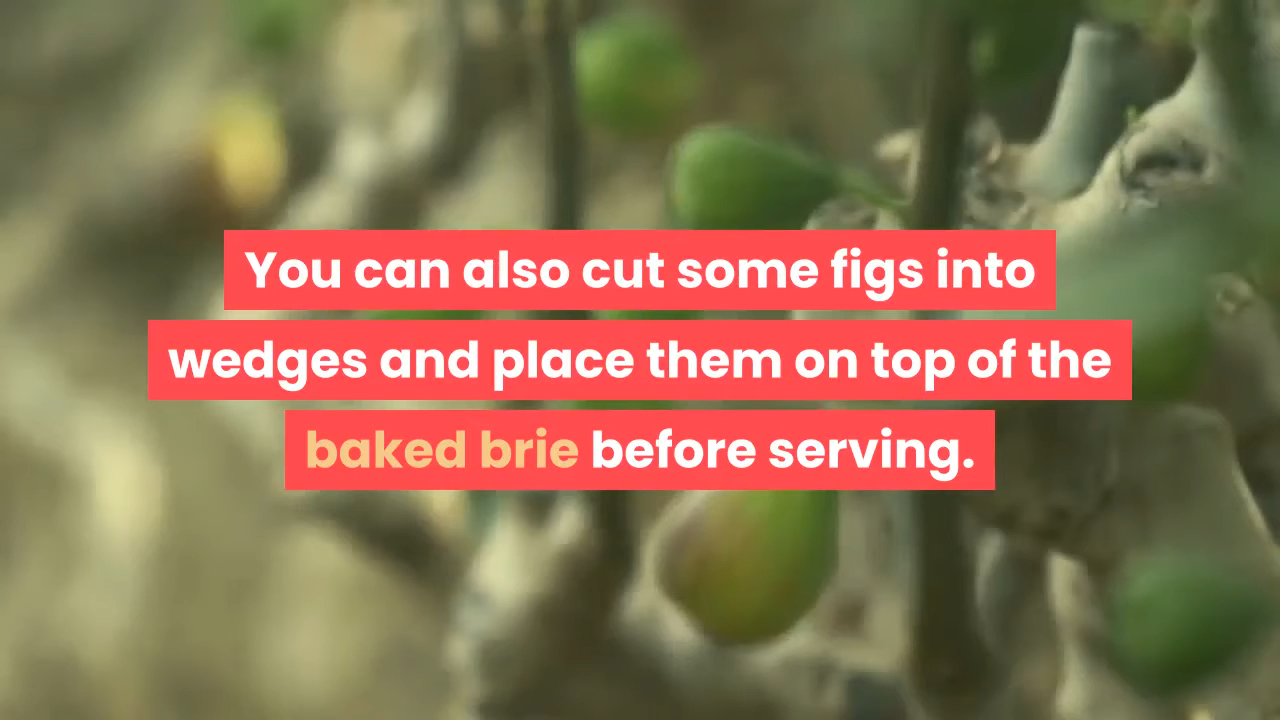 You can also cut some figs into
wedges and place them on top of the
baked brie before serving.